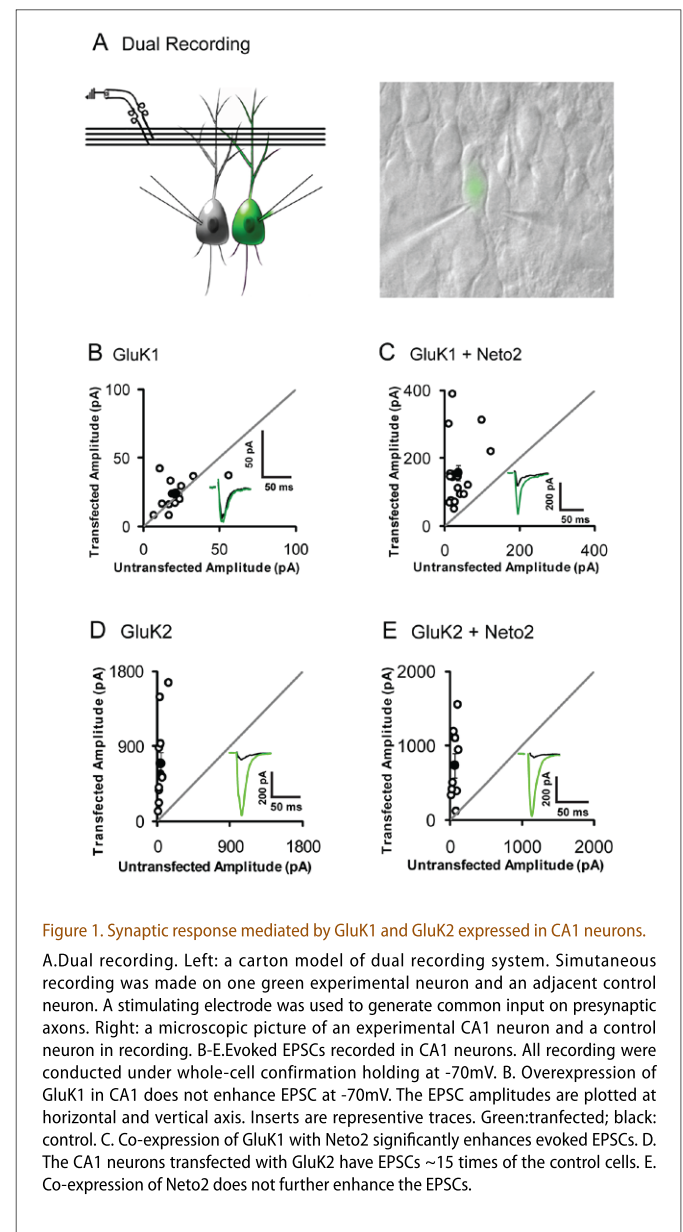 A Dual Recording
B GluK1
C GluK1 + Neto2
Transfected Amplitude (pA)
100
50
0
0 50 100
Untransfected Amplitude (pA)
50 pA
50 ms
Transfected Amplitude (pA)
400
200
0
0 200 400
Untransfected Amplitude (pA)
200 pA
50 ms
D GluK2
E GluK2 + Neto2
Transfected Amplitude (pA)
1800
900
0
0 900 1800
Untransfected Amplitude (pA)
200 pA
50 ms
Transfected Amplitude (pA)
2000
1000
0
0 1000 2000
Untransfected Amplitude (pA)
200 pA
50 ms
Figure 1. Synaptic response mediated by GluK1 and GluK2 expressed in CA1 neurons.
A.Dual recording. Left: a carton model of dual recording system. Simutaneous
recording was made on one green experimental neuron and an adjacent control
neuron. A stimulating electrode was used to generate common input on presynaptic
axons. Right: a microscopic picture of an experimental CA1 neuron and a control
neuron in recording. B-E.Evoked EPSCs recorded in CA1 neurons. All recording were
conducted under whole-cell confirmation holding at -70mV. B. Overexpression of
GluK1 in CA1 does not enhance EPSC at -70mV. The EPSC amplitudes are plotted at
horizontal and vertical axis. Inserts are representive traces. Green:tranfected; black:
control. C. Co-expression of GluK1 with Neto2 significantly enhances evoked EPSCs. D.
The CA1 neurons transfected with GluK2 have EPSCs ~15 times of the control cells. E.
Co-expression of Neto2 does not further enhance the EPSCs.